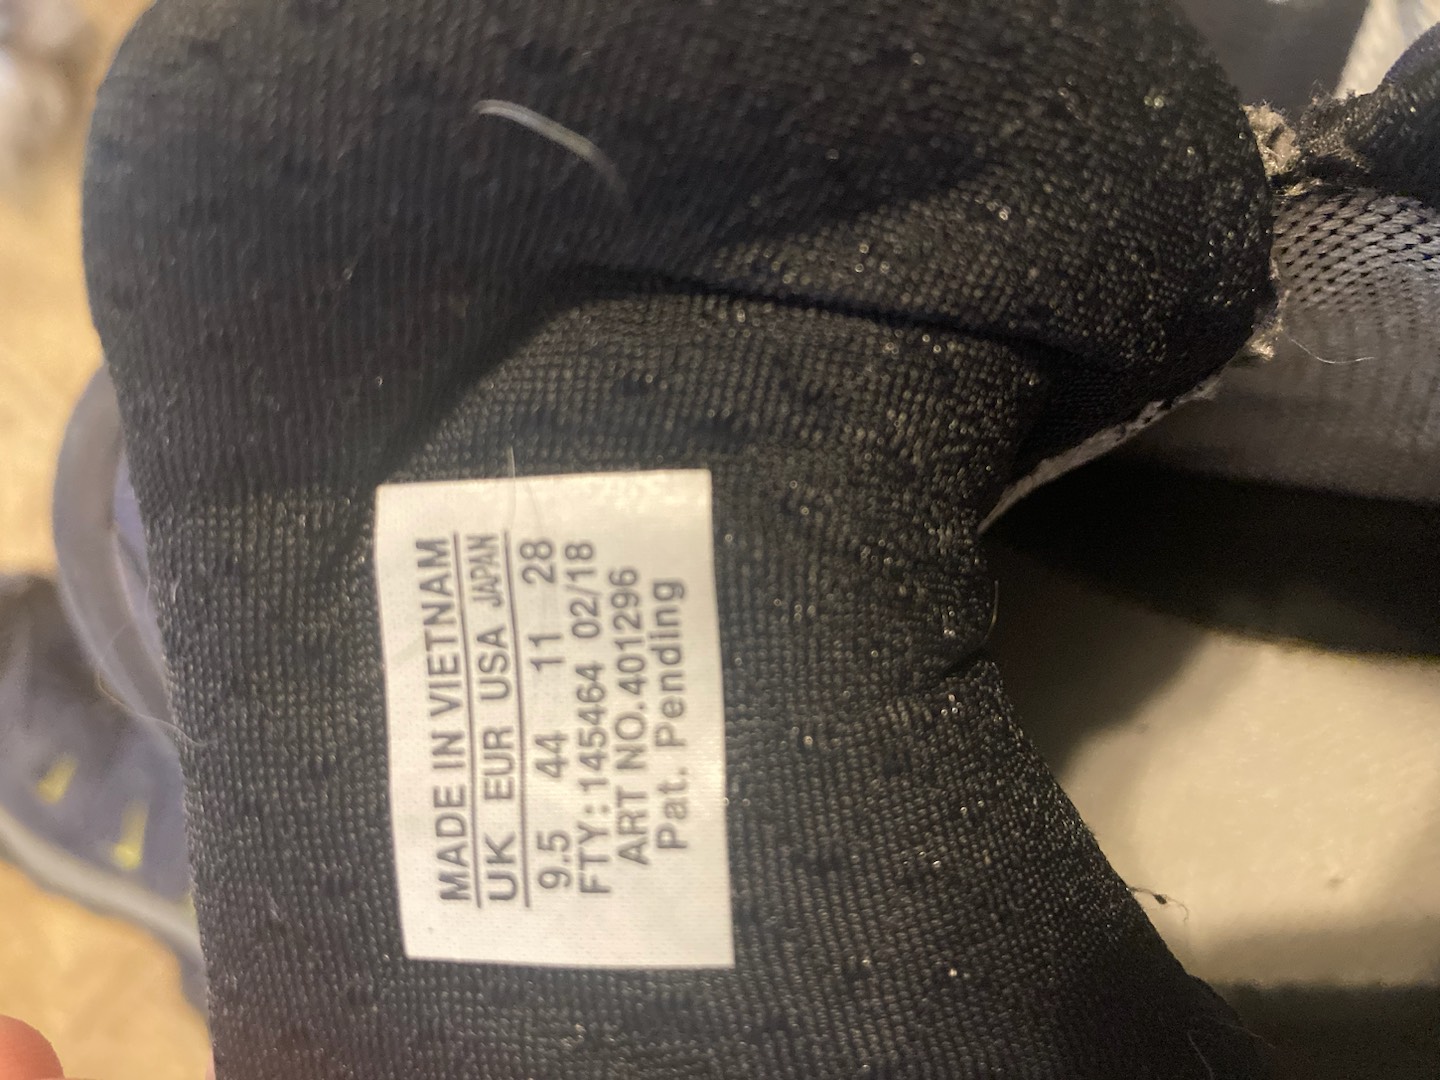 MADE IN VIETNAM
UK EUR USA JAPAN
9.5 44 11 28
FTY:145464 02/18
ART NO.401296
Pat. Pending